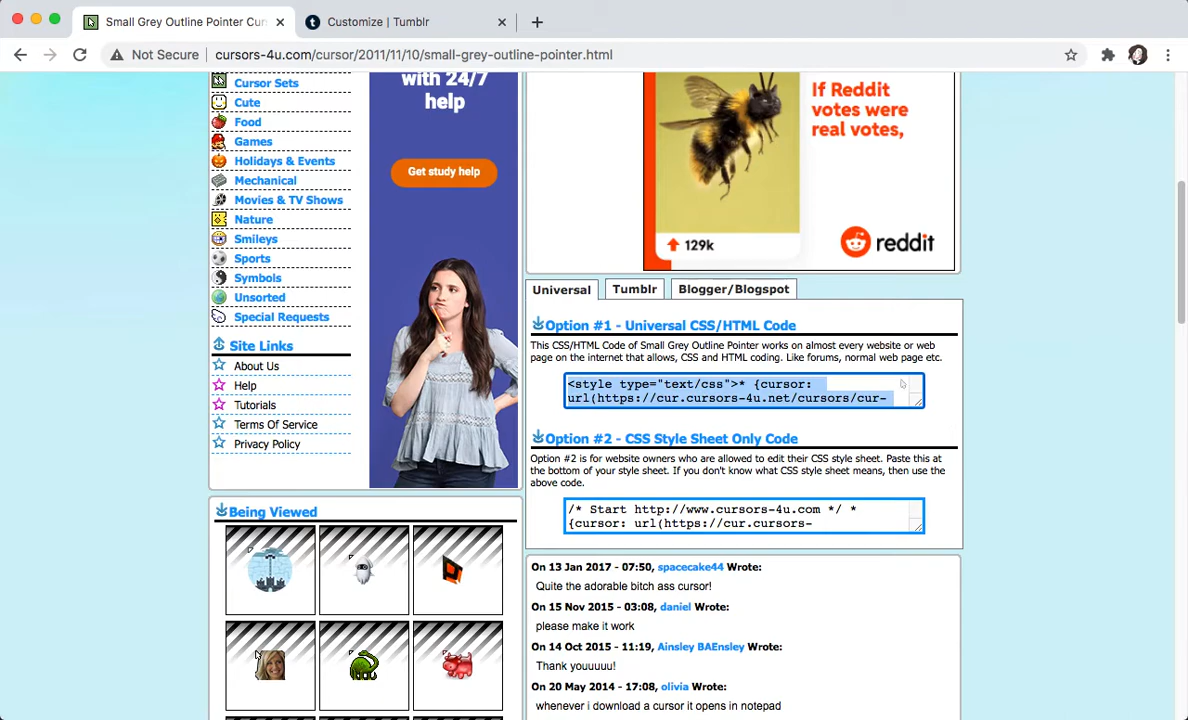 Small Grey Outline Pointer Cur
Customize | Tumblr
Not Secure
cursors-4u.com/cursor/2011/11/10/small-grey-outline-pointer.html
Cursor Sets
Cute
Food
Games
Holidays & Events
Mechanical
Movies & TV Shows
Nature
Smileys
Sports
Symbols
Unsorted
Special Requests
Site Links
About Us
Help
Tutorials
Terms Of Service
Privacy Policy
with 24/7
help
Get study help
If Reddit
votes were
real votes,
129k
reddit
Universal
Tumblr
Blogger/Blogspot
Option #1 - Universal CSS/HTML Code
This CSS/HTML Code of Small Grey Outline Pointer works on almost every website or web
page on the internet that allows, CSS and HTML coding. Like forums, normal web page etc.
<style type="text/css">* {cursor:
url(https://cur.cursors-4u.net/cursors/cur-
Option #2 - CSS Style Sheet Only Code
Option #2 is for website owners who are allowed to edit their CSS style sheet. Paste this at
the bottom of your style sheet. If you don't know what CSS style sheet means, then use the
above code.
/* Start http://www.cursors-4u.com */ *
{cursor: url(https://cur.cursors-
Being Viewed
On 13 Jan 2017 - 07:50, spacecake44 Wrote:
Quite the adorable bitch ass cursor!
On 15 Nov 2015 - 03:08, daniel Wrote:
please make it work
On 14 Oct 2015 - 11:19, Ainsley BAEnsley Wrote:
Thank youuuuu!
On 20 May 2014 - 17:08, olivia Wrote:
whenever i download a cursor it opens in notepad